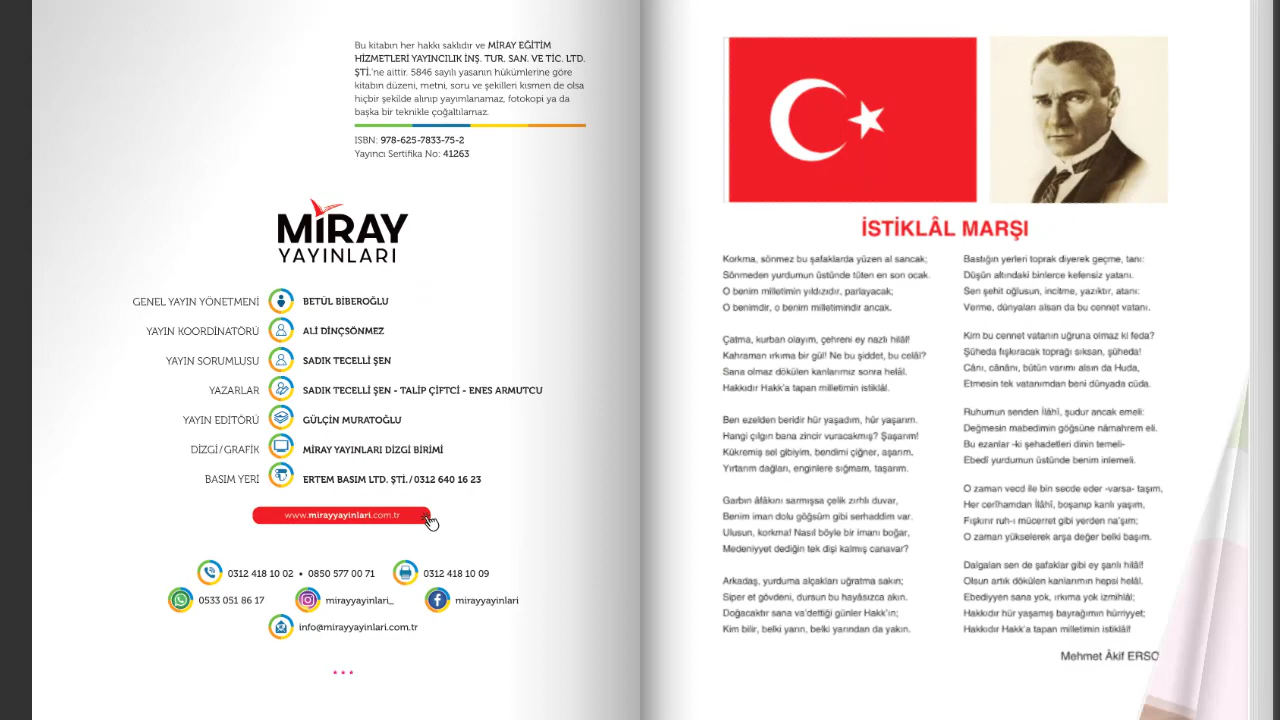 Bu kitabın her hakkı saklıdır ve MİRAY EĞİTİM
HİZMETLERİ YAYINCILIK İNŞ. TUR. SAN. VE TİC. LTD.
ŞTİ.'ne aittir. 5846 sayılı yasanın hükümlerine göre
kitabın düzeni, metni, soru ve şekilleri kısmen de olsa
hiçbir şekilde alınıp yayımlanamaz, fotokopi ya da
başka bir teknikle çoğaltılamaz.
ISBN: 978-625-7833-75-2
Yayıncı Sertifika No: 41263
MİRAY
YAYINLARI
GENEL YAYIN YÖNETMENİ BETÜL BİBEROĞLU
YAYIN KOORDİNATÖRÜ ALİ DİNÇSÖNMEZ
YAYIN SORUMLUSU SADIK TECELLİ ŞEN
YAZARLAR SADIK TECELLİ ŞEN - TALİP ÇİFTCİ - ENES ARMUTCU
YAYIN EDİTÖRÜ GÜLÇİN MURATOĞLU
DİZGİ/GRAFİK MİRAY YAYINLARI DİZGİ BİRİMİ
BASIM YERİ ERTEM BASIM LTD. ŞTİ./0312 640 16 23
www.mirayyayinlari.com.tr
0312 418 10 02 • 0850 577 00 71 0312 418 10 09
0533 051 86 17 mirayyayinlari_ mirayyayinlari
info@mirayyayinlari.com.tr
İSTİKLÂL MARŞI
Korkma, sönmez bu şafaklarda yüzen al sancak;
Sönmeden yurdumun üstünde tüten en son ocak.
O benim milletimin yıldızıdır, parlayacak;
O benimdir, o benim milletimindir ancak.
Çatma, kurban olayım, çehreni ey nazlı hilâl!
Kahraman ırkıma bir gül! Ne bu şiddet, bu celâl?
Sana olmaz dökülen kanlarımız sonra helâl.
Hakkıdır Hakk'a tapan milletimin istiklâl.
Ben ezelden beridir hür yaşadım, hür yaşarım.
Hangi çılgın bana zincir vuracakmış? Şaşarım!
Kükremiş sel gibiyim, bendimi çiğner, aşarım.
Yırtarım dağları, enginlere sığmam, taşarım.
Garbın âfâkını sarmışsa çelik zırhlı duvar,
Benim iman dolu göğsüm gibi serhaddim var.
Ulusun, korkma! Nasıl böyle bir imanı boğar,
Medeniyyet dediğin tek dişi kalmış canavar?
Arkadaş, yurduma alçakları uğratma sakın;
Siper et gövdeni, dursun bu hayâsızca akın.
Doğacaktır sana va'dettiği günler Hakk'ın;
Kim bilir, belki yarın, belki yarından da yakın.
Bastığın yerleri toprak diyerek geçme, tanı:
Düşün altındaki binlerce kefensiz yatanı.
Sen şehit oğlusun, incitme, yazıktır, atanı:
Verme, dünyaları alsan da bu cennet vatanı.
Kim bu cennet vatanın uğruna olmaz ki feda?
Şüheda fışkıracak toprağı sıksan, şüheda!
Cânı, cânânı, bütün varımı alsın da Huda,
Etmesin tek vatanımdan beni dünyada cüda.
Ruhumun senden İlâhî, şudur ancak emeli:
Değmesin mabedimin göğsüne nâmahrem eli.
Bu ezanlar -ki şehadetleri dinin temeli-
Ebedî yurdumun üstünde benim inlemeli.
O zaman vecd ile bin secde eder -varsa- taşım,
Her cerîhamdan İlâhî, boşanıp kanlı yaşım,
Fışkırır ruh-ı mücerret gibi yerden na'şım;
O zaman yükselerek arşa değer belki başım.
Dalgalan sen de şafaklar gibi ey şanlı hilâl!
Olsun artık dökülen kanlarımın hepsi helâl.
Ebediyyen sana yok, ırkıma yok izmihlâl;
Hakkıdır hür yaşamış bayrağımın hürriyyet;
Hakkıdır Hakk'a tapan milletimin istiklâl!
Mehmet Âkif ERSO